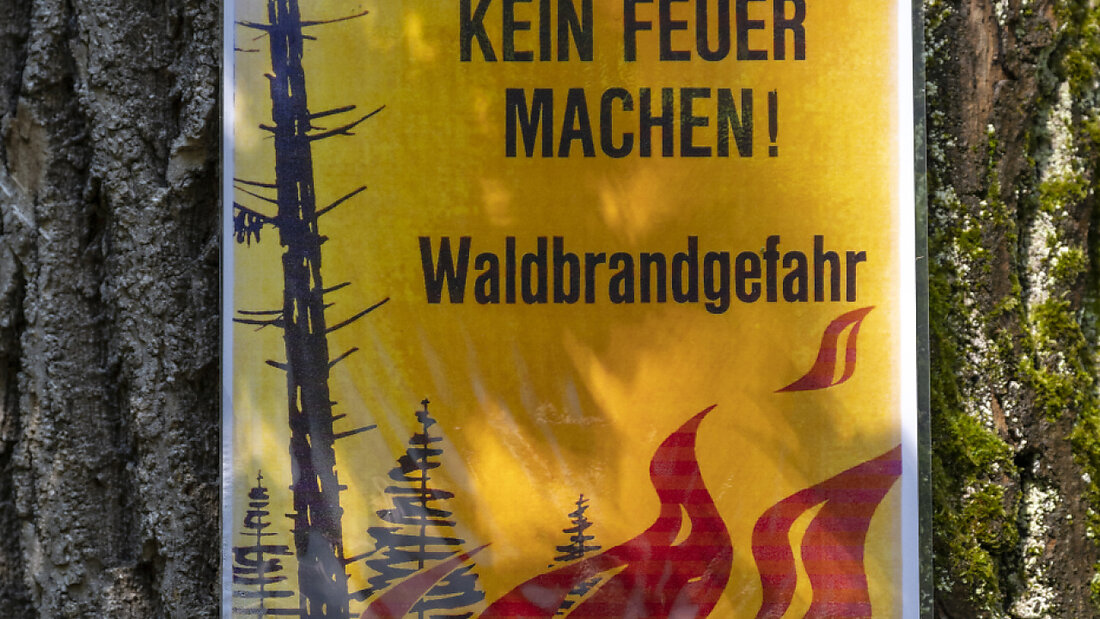 KEIN FEUER
MACHEN!
Waldbrandgefahr